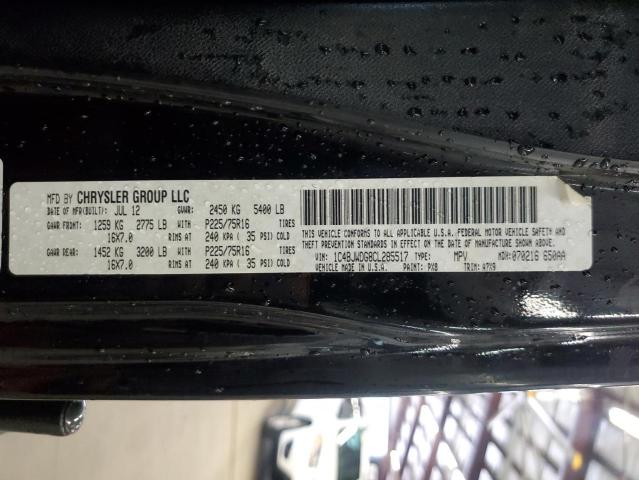 MFD BY CHRYSLER GROUP LLC
DATE OF MFR(BUILT): JUL 12 GVWR: 2450 KG 5400 LB
GAWR FRONT: 1259 KG 2775 LB WITH P225/75R16 TIRES
16X7.0 RIMS AT 240 KPA ( 35 PSI) COLD
GAWR REAR: 1452 KG 3200 LB WITH P225/75R16 TIRES
16X7.0 RIMS AT 240 KPA ( 35 PSI) COLD
THIS VEHICLE CONFORMS TO ALL APPLICABLE U.S.A.FEDERAL MOTOR VEHICLE SAFETY AND
THEFT PREVENTION STANDARDS IN EFFECT ON THE DATE OF MANUFACTURE SHOWN ABOVE.
VIN: 1C4BJWDG8CL285517 TYPE: MPV MDH:070216 650AA
VEHICLE MADE IN U.S.A. PAINT: PX8 TRIM: A7X9